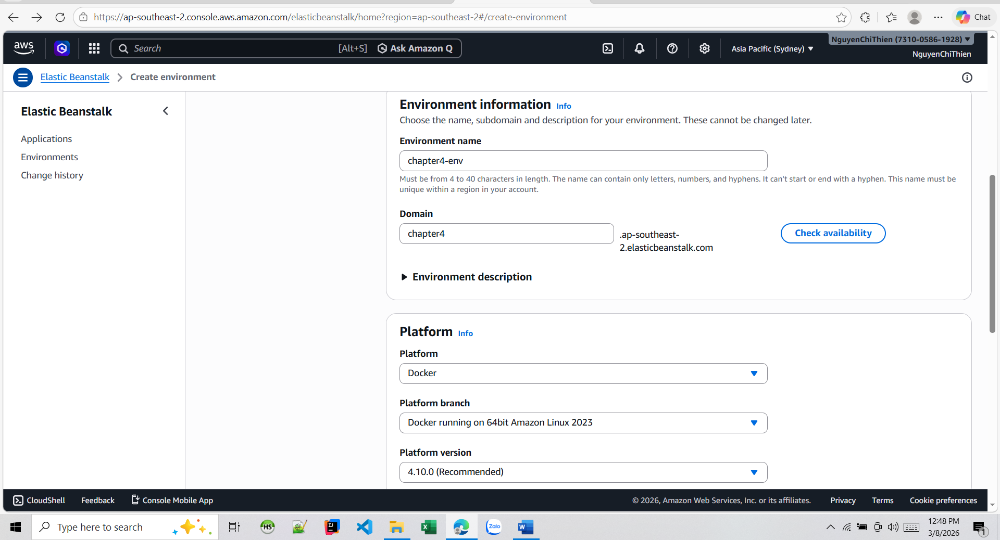 https://ap-southeast-2.console.aws.amazon.com/elasticbeanstalk/home?region=ap-southeast-2#/create-environment
Chat
aws
Search
[Alt+S]
Ask Amazon Q
Asia Pacific (Sydney)
NguyenChiThien (7310-0586-1928)
NguyenChiThien
Elastic Beanstalk
Create environment
Elastic Beanstalk
Applications
Environments
Change history
Environment information Info
Choose the name, subdomain and description for your environment. These cannot be changed later.
Environment name
chapter4-env
Must be from 4 to 40 characters in length. The name can contain only letters, numbers, and hyphens. It can't start or end with a hyphen. This name must be
unique within a region in your account.
Domain
chapter4
.ap-southeast-
2.elasticbeanstalk.com
Check availability
Environment description
Platform Info
Platform
Docker
Platform branch
Docker running on 64bit Amazon Linux 2023
Platform version
4.10.0 (Recommended)
CloudShell
Feedback
Console Mobile App
© 2026, Amazon Web Services, Inc. or its affiliates.
Privacy
Terms
Cookie preferences
Type here to search
HS
IJ
X
Zalo
W
12:48 PM
3/8/2026
1